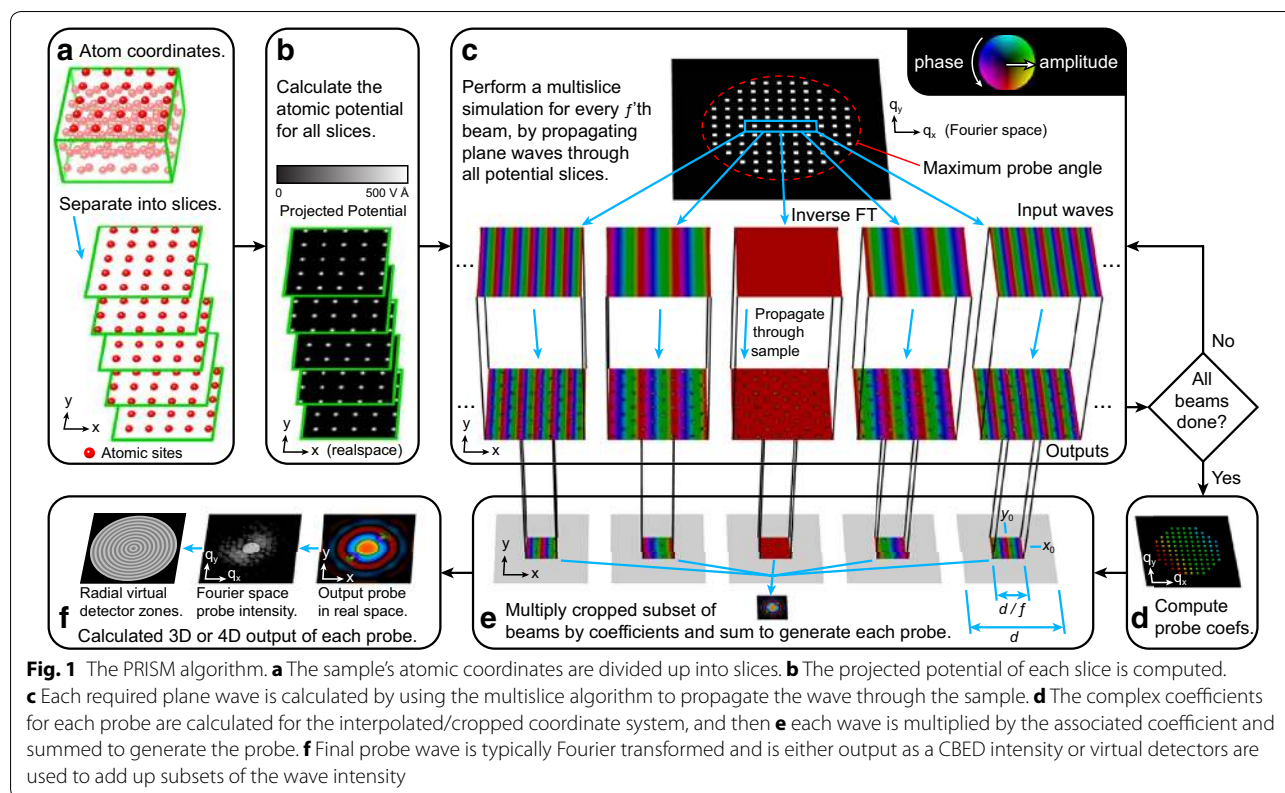 a Atom coordinates.
Separate into slices.
y
x
Atomic sites
b
Calculate the
atomic potential
for all slices.
0
500 V Å
Projected Potential
y
x (realspace)
c
Perform a multislice
simulation for every f'th
beam, by propagating
plane waves through
all potential slices.
phase
amplitude
qy
qx (Fourier space)
Maximum probe angle
Inverse FT
Input waves
...
...
Propagate
through
sample
...
...
y
x
Outputs
No
All
beams
done?
Yes
qy
qx
d Compute
probe coefs.
y
x
y0
x0
d / f
d
e Multiply cropped subset of
beams by coefficients and sum to generate each probe.
qy
qx
y
x
Radial virtual
detector zones.
Fourier space
probe intensity.
Output probe
in real space.
f Calculated 3D or 4D output of each probe.
Fig. 1 The PRISM algorithm. a The sample's atomic coordinates are divided up into slices. b The projected potential of each slice is computed.
c Each required plane wave is calculated by using the multislice algorithm to propagate the wave through the sample. d The complex coefficients
for each probe are calculated for the interpolated/cropped coordinate system, and then e each wave is multiplied by the associated coefficient and
summed to generate the probe. f Final probe wave is typically Fourier transformed and is either output as a CBED intensity or virtual detectors are
used to add up subsets of the wave intensity